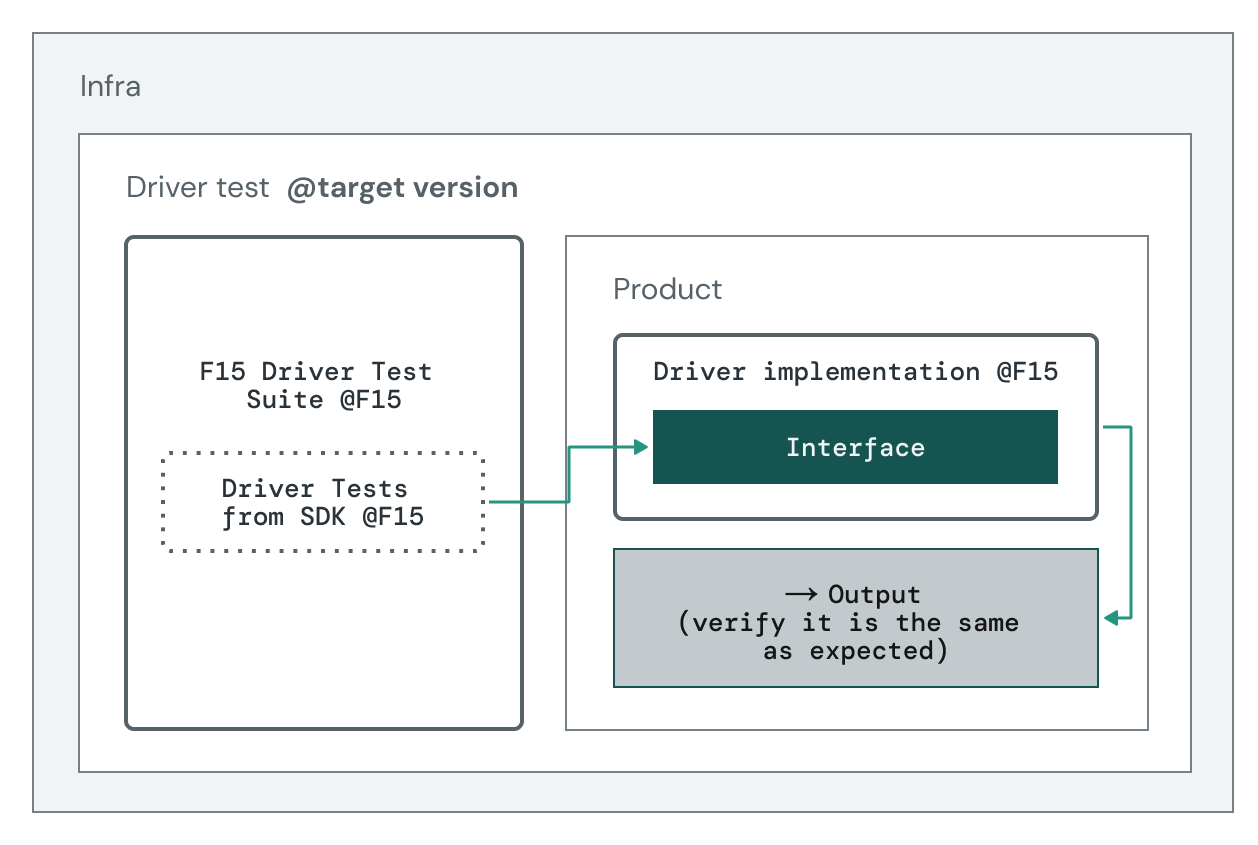 Infra
Driver test @target version
F15 Driver Test
Suite @F15
Driver Tests
from SDK @F15
Product
Driver implementation @F15
Interface
→ Output
(verify it is the same
as expected)